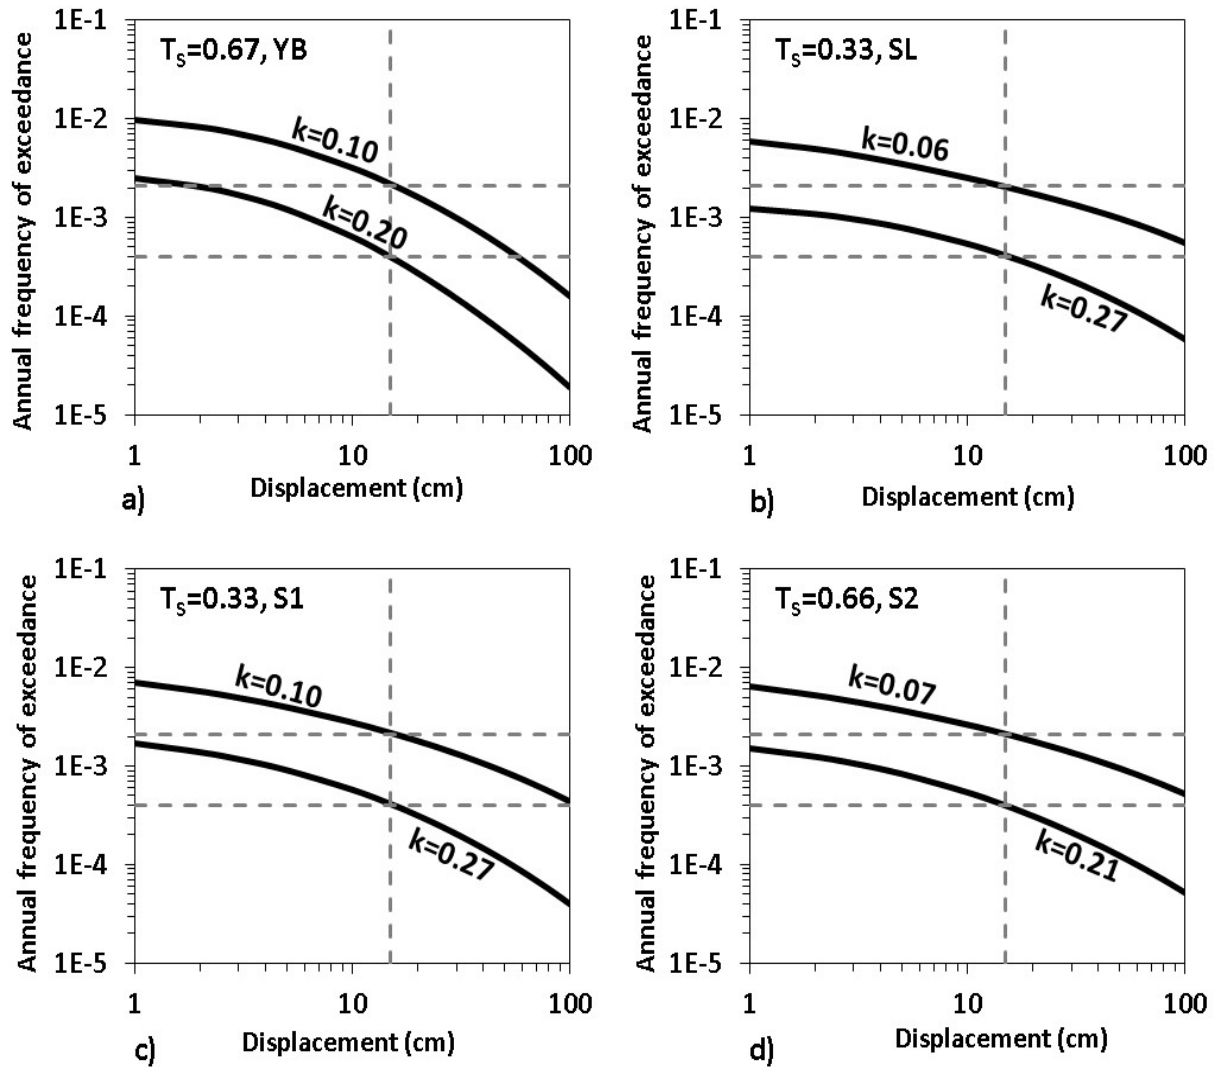 Annual frequency of exceedance
1E-1
1E-2
1E-3
1E-4
1E-5
T_S=0.67, YB
k=0.10
k=0.20
1
10
100
Displacement (cm)
a)
Annual frequency of exceedance
1E-1
1E-2
1E-3
1E-4
1E-5
T_S=0.33, SL
k=0.06
k=0.27
1
10
100
Displacement (cm)
b)
Annual frequency of exceedance
1E-1
1E-2
1E-3
1E-4
1E-5
T_S=0.33, S1
k=0.10
k=0.27
1
10
100
Displacement (cm)
c)
Annual frequency of exceedance
1E-1
1E-2
1E-3
1E-4
1E-5
T_S=0.66, S2
k=0.07
k=0.21
1
10
100
Displacement (cm)
d)